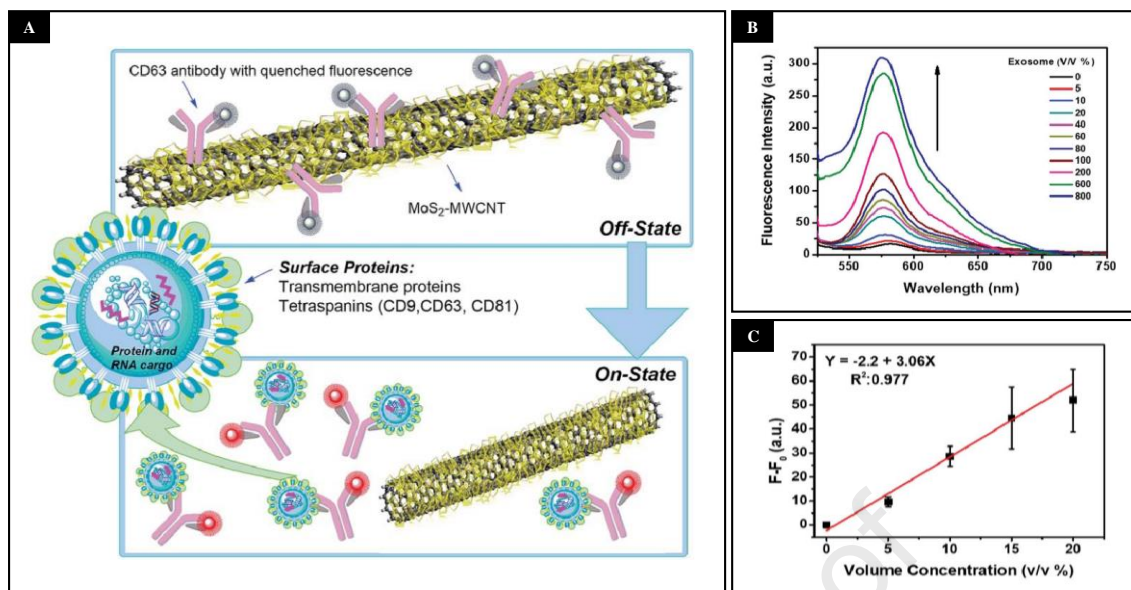 A
CD63 antibody with quenched fluorescence
MoS₂-MWCNT
Off-State
Surface Proteins:
Transmembrane proteins
Tetraspanins (CD9,CD63, CD81)
Protein and
RNA cargo
On-State
B
Fluorescence Intensity (a.u.)
300
250
200
150
100
50
0
Exosome (V/V %)
0
5
10
20
40
60
80
100
200
600
800
550 600 650 700 750
Wavelength (nm)
C
F-F₀ (a.u.)
70
60
50
40
30
20
10
0
Y = -2.2 + 3.06X
R²:0.977
0 5 10 15 20
Volume Concentration (v/v %)